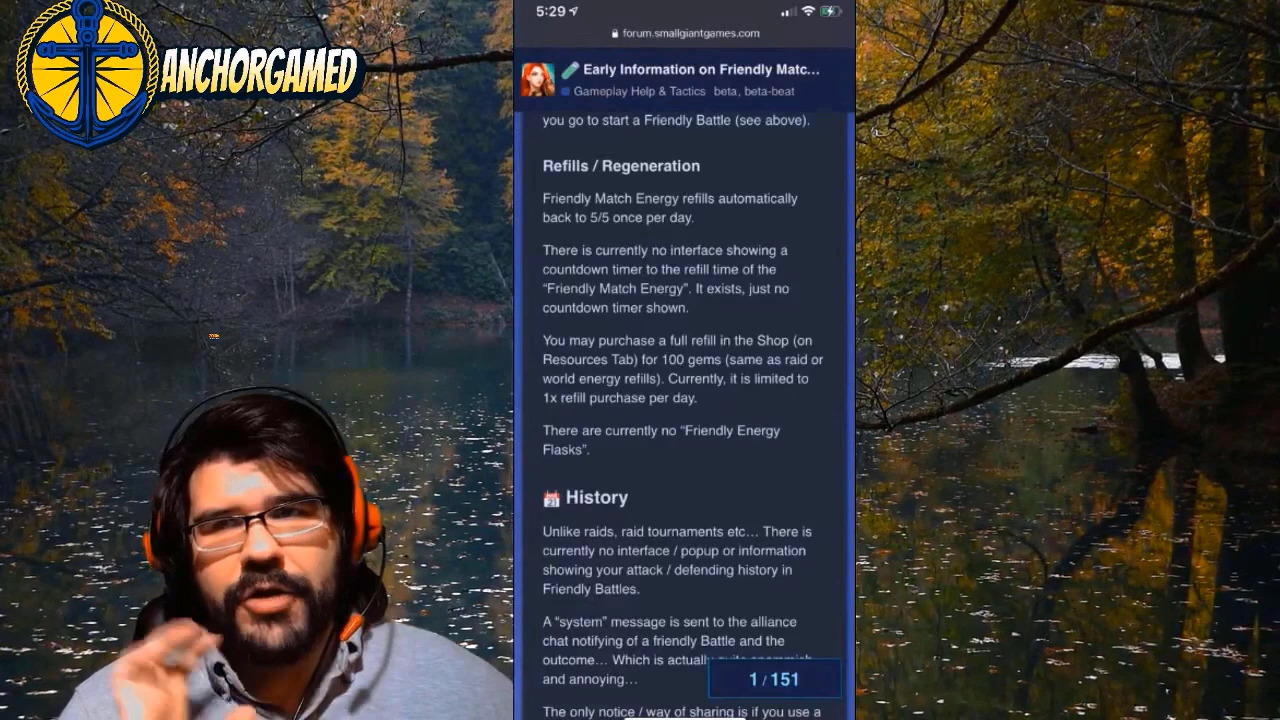 ANCHORGAMED
5:29
forum.smallgiantgames.com
Early Information on Friendly Matc...
Gameplay Help & Tactics beta, beta-beat
you go to start a Friendly Battle (see above).
Refills / Regeneration
Friendly Match Energy refills automatically
back to 5/5 once per day.
There is currently no interface showing a
countdown timer to the refill time of the
“Friendly Match Energy”. It exists, just no
countdown timer shown.
You may purchase a full refill in the Shop (on
Resources Tab) for 100 gems (same as raid or
world energy refills). Currently, it is limited to
1x refill purchase per day.
There are currently no “Friendly Energy
Flasks”.
History
Unlike raids, raid tournaments etc… There is
currently no interface / popup or information
showing your attack / defending history in
Friendly Battles.
A “system” message is sent to the alliance
chat notifying of a friendly Battle and the
outcome… Which is actually quite spammish
and annoying…
1 / 151
The only notice / way of sharing is if you use a